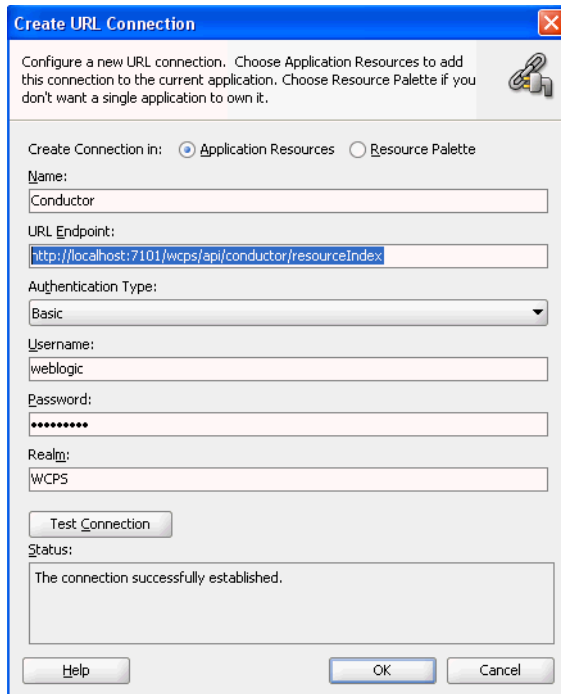 Create URL Connection
Configure a new URL connection. Choose Application Resources to add
this connection to the current application. Choose Resource Palette if you
don't want a single application to own it.
Create Connection in: Application Resources Resource Palette
Name:
Conductor
URL Endpoint:
http://localhost:7101/wcps/api/conductor/resourceIndex
Authentication Type:
Basic
Username:
weblogic
Password:
•••••••••
Realm:
WCPS
Test Connection
Status:
The connection successfully established.
Help OK Cancel